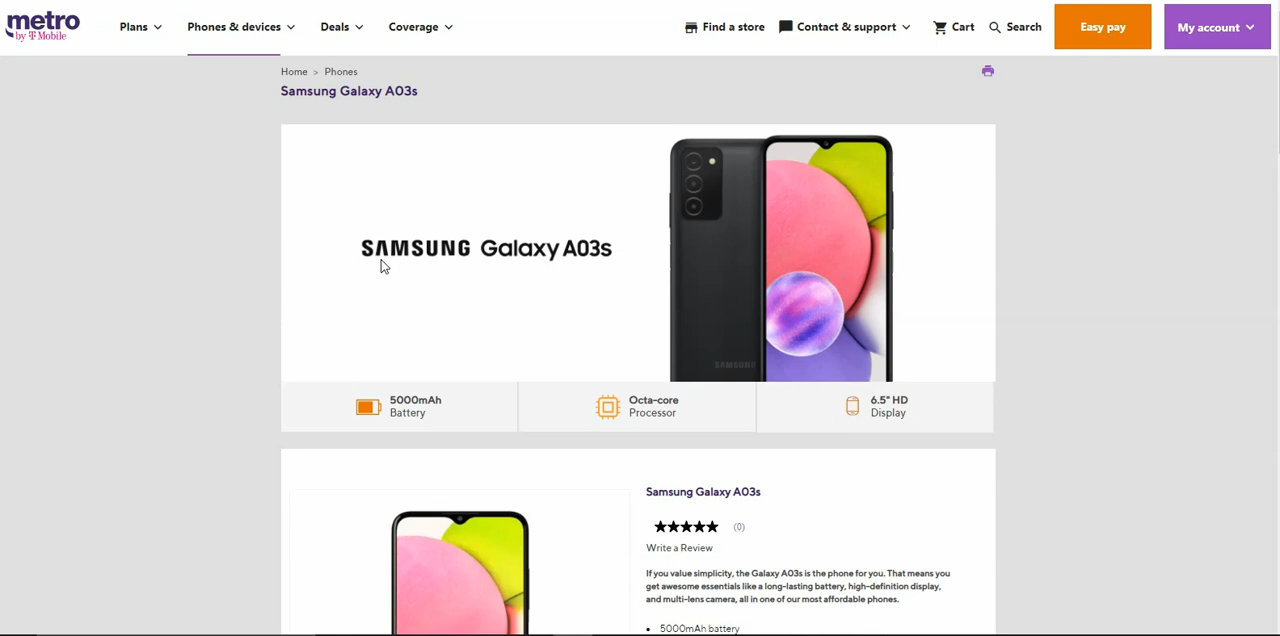 metro
by T Mobile
Plans
Phones & devices
Deals
Coverage
Find a store
Contact & support
Cart
Search
Easy pay
My account
Home > Phones
Samsung Galaxy A03s
SAMSUNG Galaxy A03s
SAMSUNG
5000mAh
Battery
Octa-core
Processor
6.5" HD
Display
Samsung Galaxy A03s
(0)
Write a Review
If you value simplicity, the Galaxy A03s is the phone for you. That means you
get awesome essentials like a long-lasting battery, high-definition display,
and multi-lens camera, all in one of our most affordable phones.
• 5000mAh battery